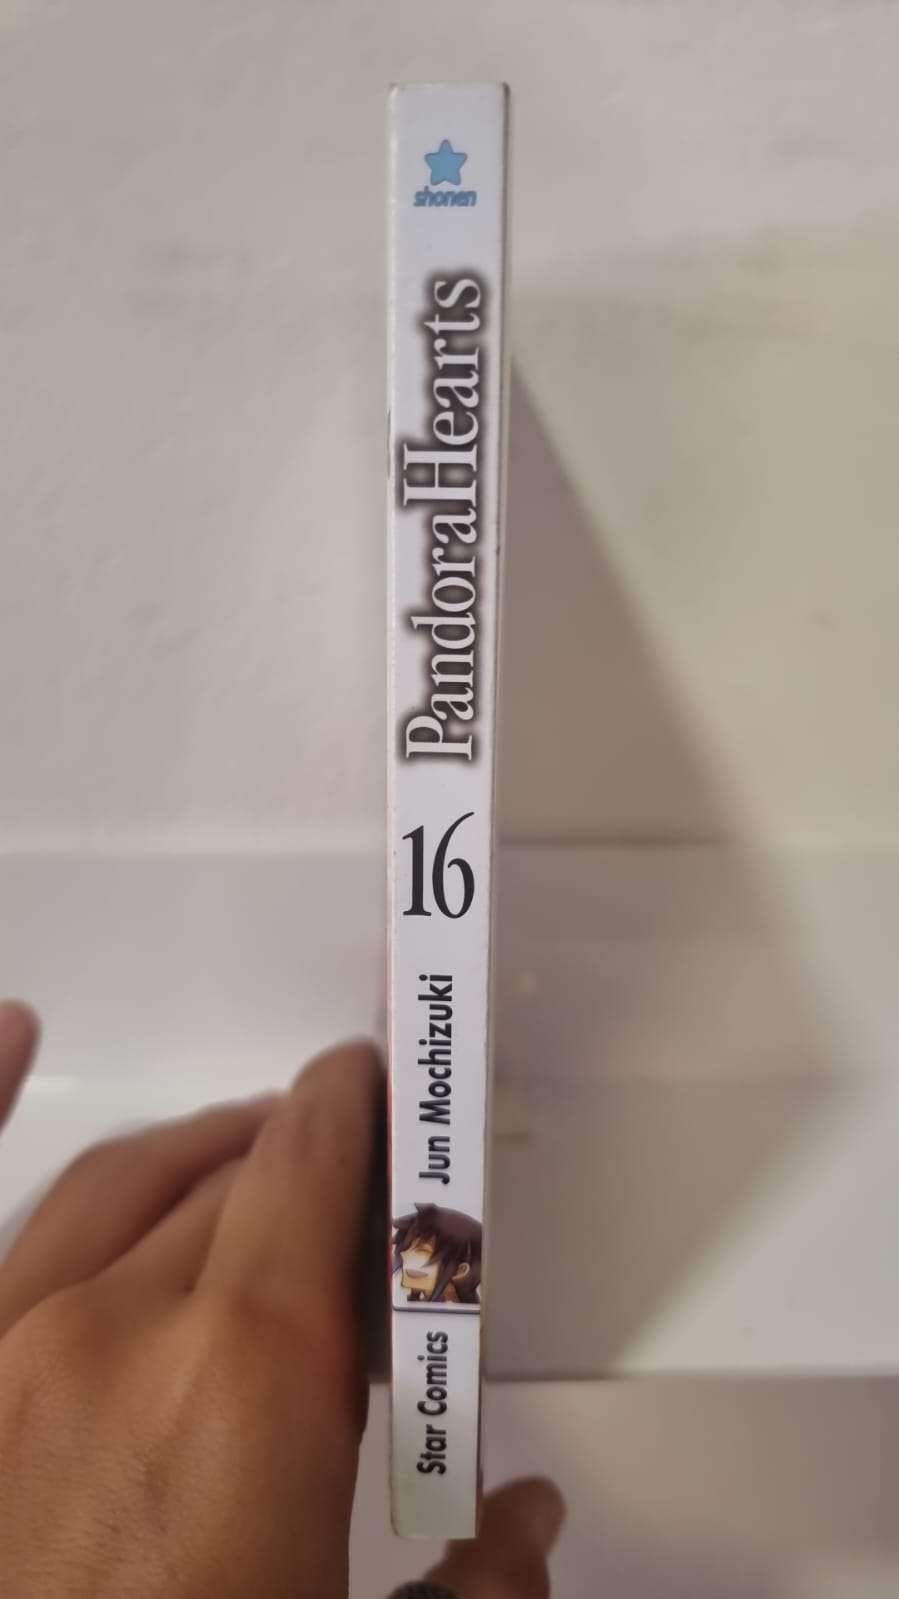 shonen
PandoraHearts
16
Jun Mochizuki
Star Comics